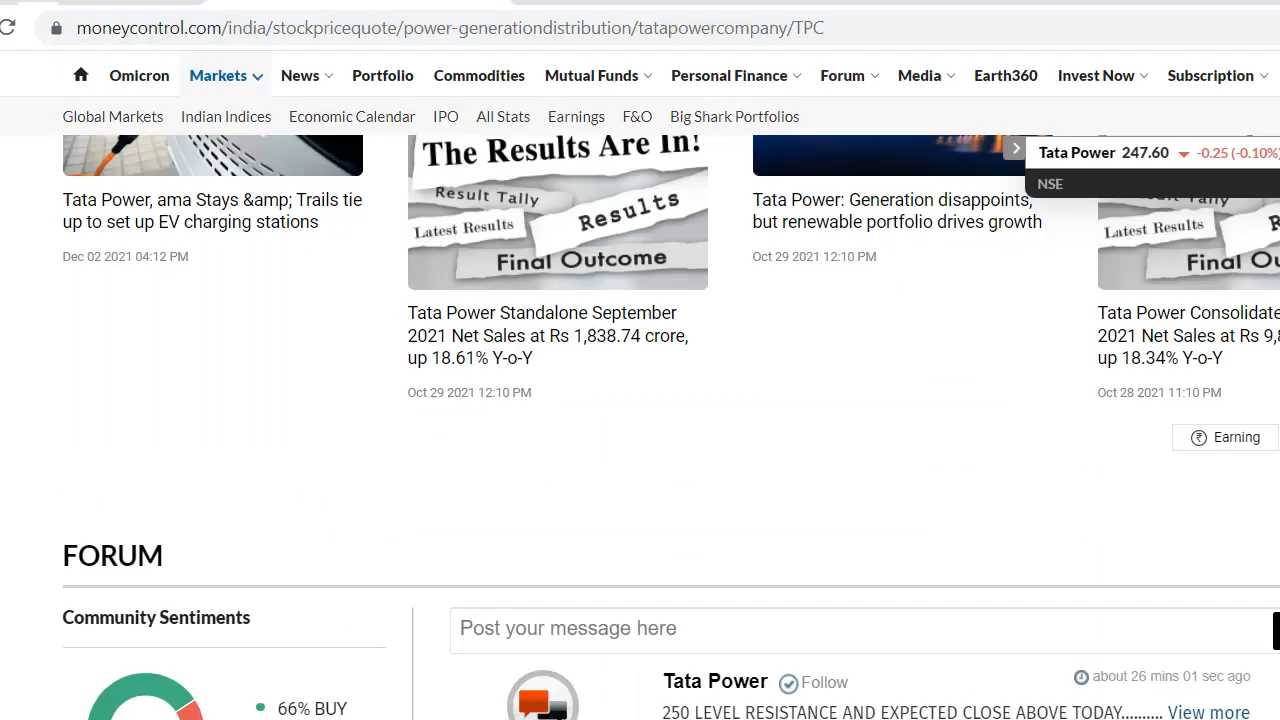 moneycontrol.com/india/stockpricequote/power-generationdistribution/tatapowercompany/TPC
Omicron Markets News Portfolio Commodities Mutual Funds Personal Finance Forum Media Earth360 Invest Now Subscription
Global Markets Indian Indices Economic Calendar IPO All Stats Earnings F&O Big Shark Portfolios
Tata Power 247.60 -0.25 (-0.10%)
NSE
The Results Are In!
Result Tally
Latest Results
Results
Final Outcome
Latest Results
Tata Power, ama Stays &amp; Trails tie
up to set up EV charging stations
Dec 02 2021 04:12 PM
Tata Power Standalone September
2021 Net Sales at Rs 1,838.74 crore,
up 18.61% Y-o-Y
Oct 29 2021 12:10 PM
Tata Power: Generation disappoints,
but renewable portfolio drives growth
Oct 29 2021 12:10 PM
Tata Power
2021 Net Sales at Rs
up 18.34% Y-o-Y
Oct 28 2021 11:10 PM
Earning
FORUM
Community Sentiments
66% BUY
Post your message here
Tata Power Follow
about 26 mins 01 sec ago
250 LEVEL RESISTANCE AND EXPECTED CLOSE ABOVE TODAY.......... View more